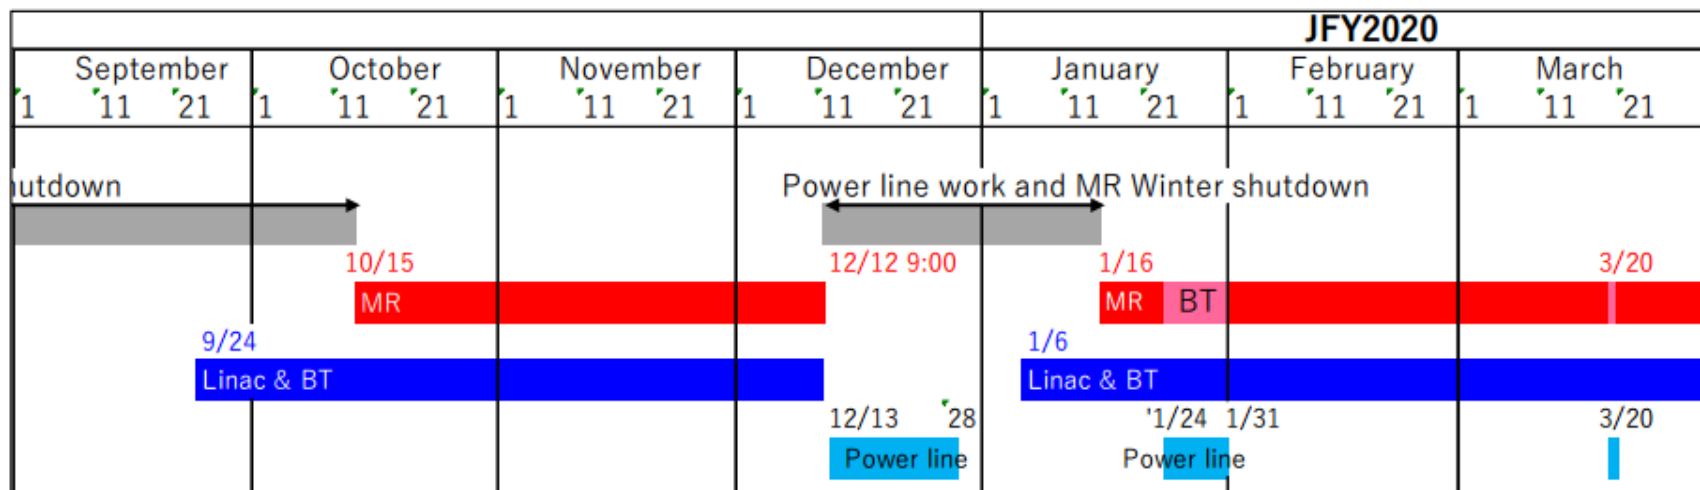 JFY2020
September October November December January February March
1 11 21 1 11 21 1 11 21 1 11 21 1 11 21 1 11 21 1 11 21
utdown Power line work and MR Winter shutdown
10/15 12/12 9:00 1/16 3/20
MR MR BT
9/24 1/6
Linac & BT Linac & BT
12/13 28 '1/24 1/31 3/20
Power line Power line